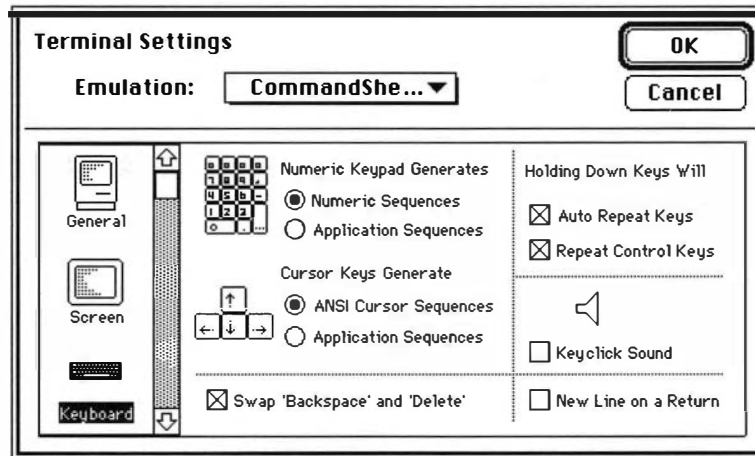 Terminal Settings
OK
Emulation: CommandShe...
Cancel
General
Screen
Keyboard
Numeric Keypad Generates
Numeric Sequences
Application Sequences
Cursor Keys Generate
ANSI Cursor Sequences
Application Sequences
Swap 'Backspace' and 'Delete'
Holding Down Keys Will
Auto Repeat Keys
Repeat Control Keys
Keyclick Sound
New Line on a Return